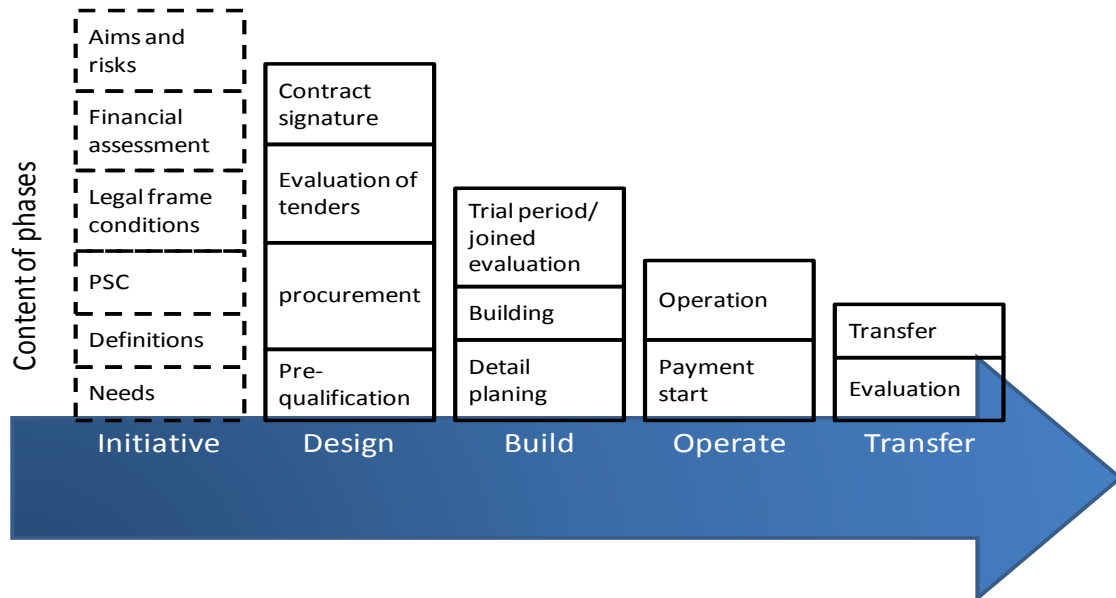 Content of phases
Aims and
risks
Financial
assessment
Legal frame
conditions
PSC
Definitions
Needs
Contract
signature
Evaluation of
tenders
procurement
Pre-
qualification
Trial period/
joined
evaluation
Building
Detail
planing
Operation
Payment
start
Transfer
Evaluation
Initiative
Design
Build
Operate
Transfer